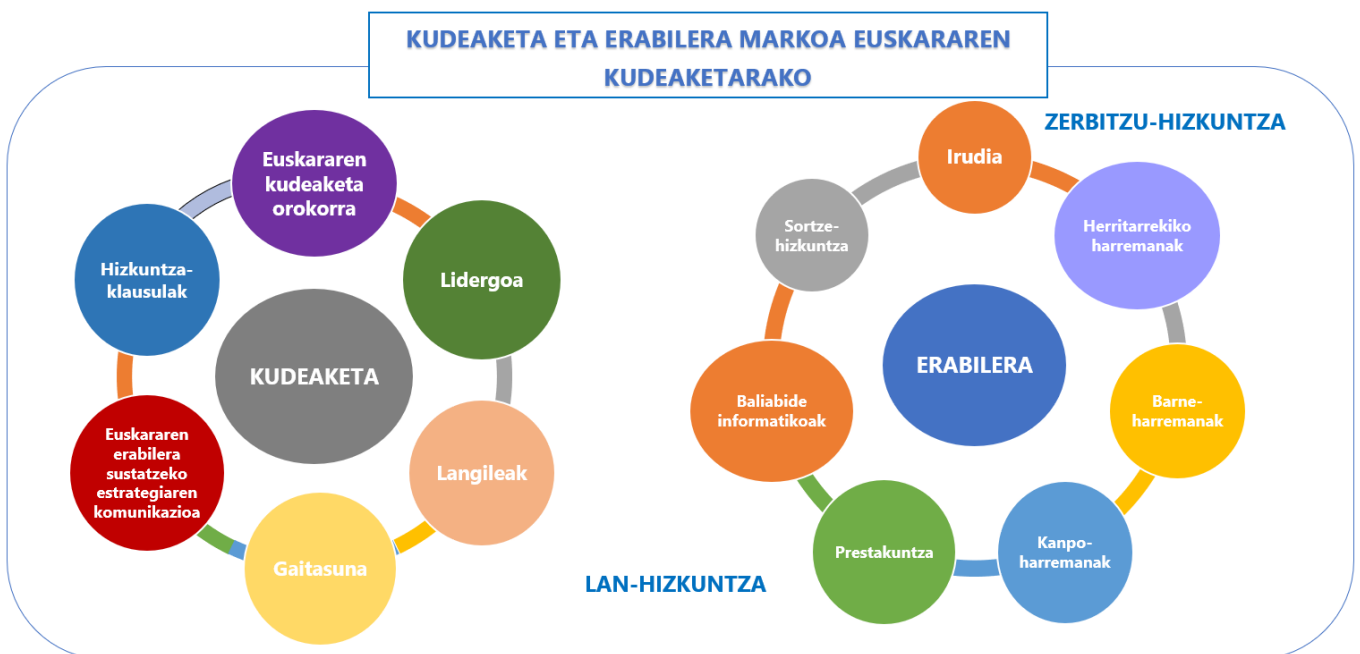 KUDEAKETA ETA ERABILERA MARKOA EUSKARAREN
KUDEAKETARAKO
Euskararen
kudeaketa
orokorra
Lidergoa
Langileak
Gaitasuna
Euskararen
erabilera
sustatzeko
estrategiaren
komunikazioa
Hizkuntza-
klausulak
KUDEAKETA
ZERBITZU-HIZKUNTZA
Irudia
Herritarrekiko
harremanak
Barne-
harremanak
Kanpo-
harremanak
Prestakuntza
Baliabide
informatikoak
Sortze-
hizkuntza
ERABILERA
LAN-HIZKUNTZA